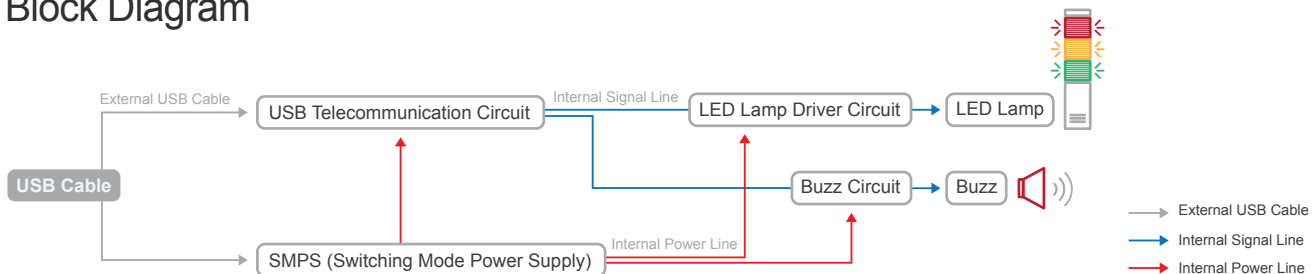 Block Diagram
External USB Cable
USB Telecommunication Circuit
Internal Signal Line
LED Lamp Driver Circuit
LED Lamp
USB Cable
Buzz Circuit
Buzz
SMPS (Switching Mode Power Supply)
Internal Power Line
External USB Cable
Internal Signal Line
Internal Power Line